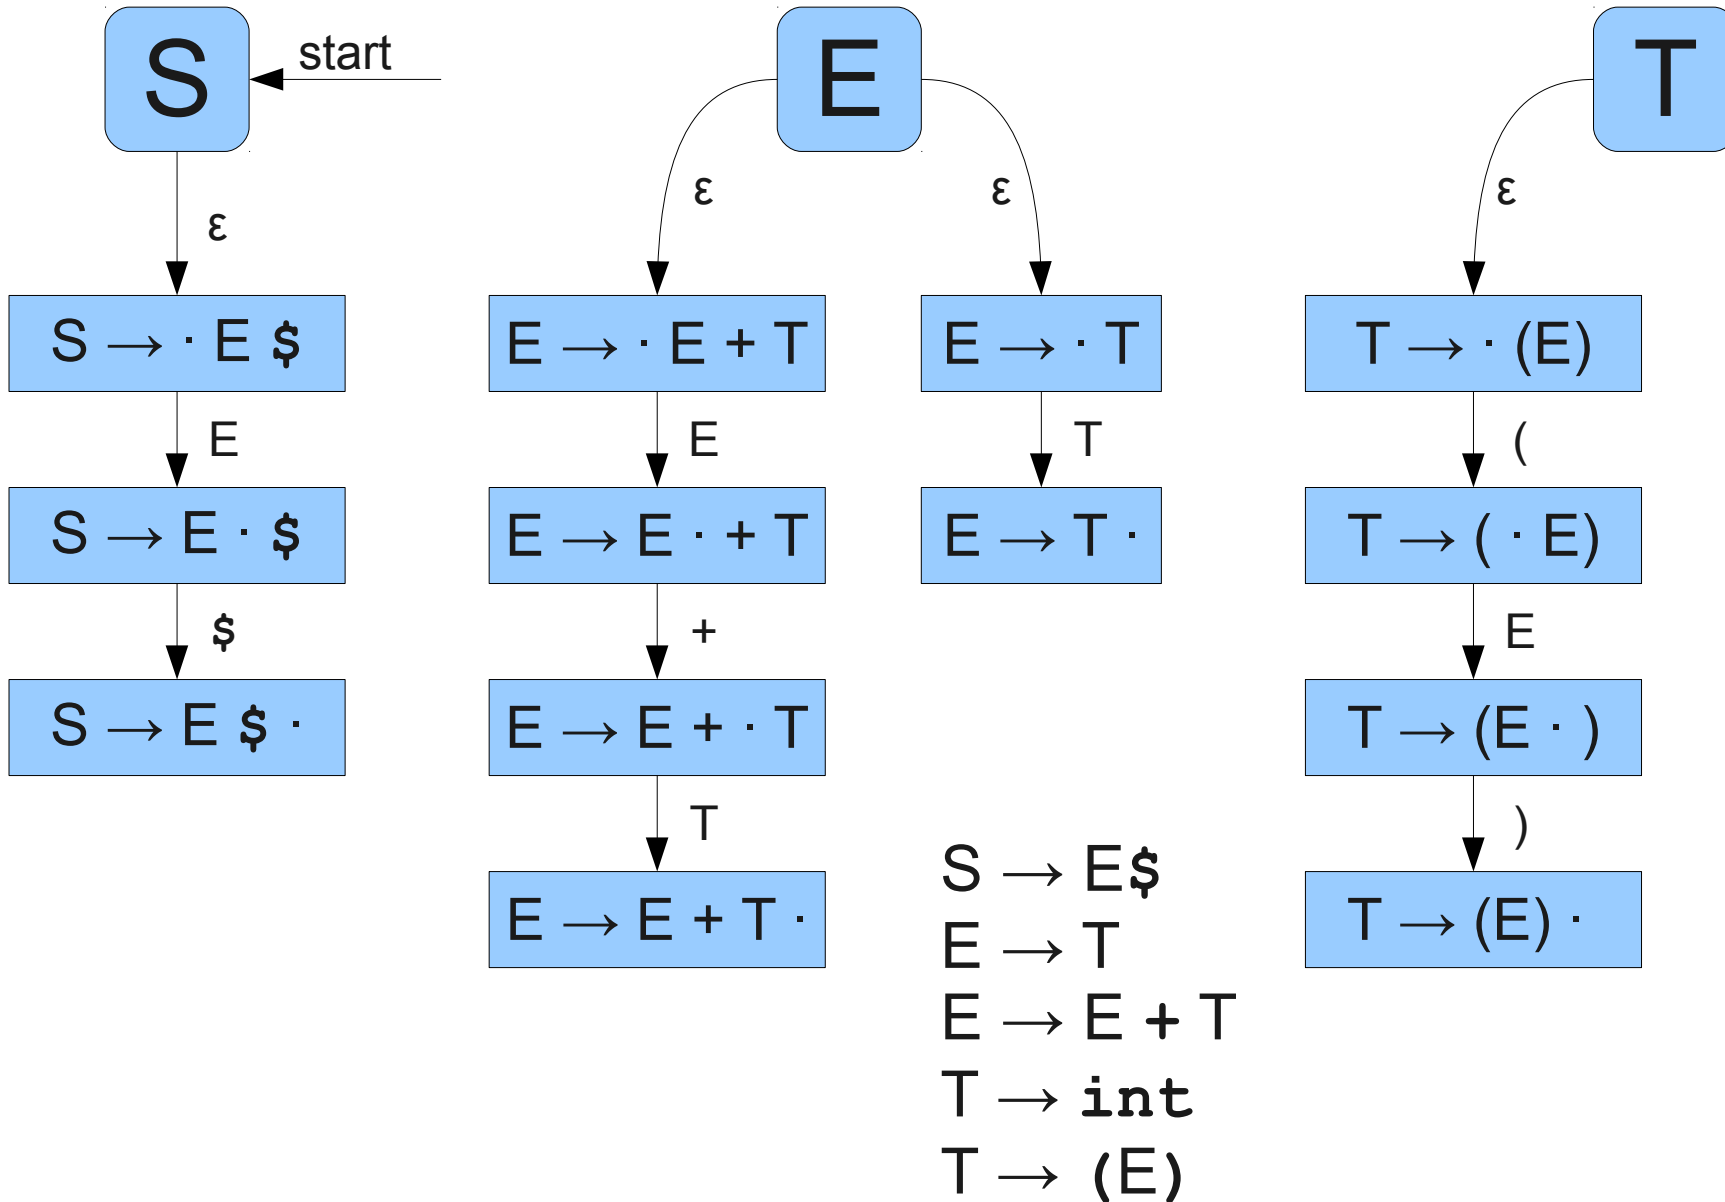 S start E T
ε ε ε ε
S → · E $ E → · E + T E → · T T → · (E)
E E T (
S → E · $ E → E · + T E → T · T → ( · E)
$ + E
S → E $ · E → E + · T T → (E · )
T )
E → E + T · T → (E) ·
S → E$
E → T
E → E + T
T → int
T → (E)